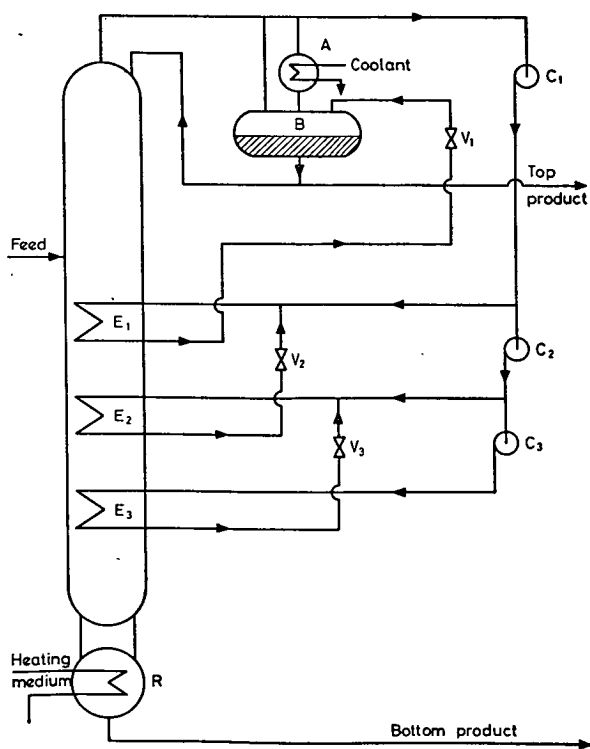 A
Coolant
C1
B
V1
Top
product
Feed
E1
V2
C2
E2
V3
C3
E3
Heating
medium
R
Bottom product